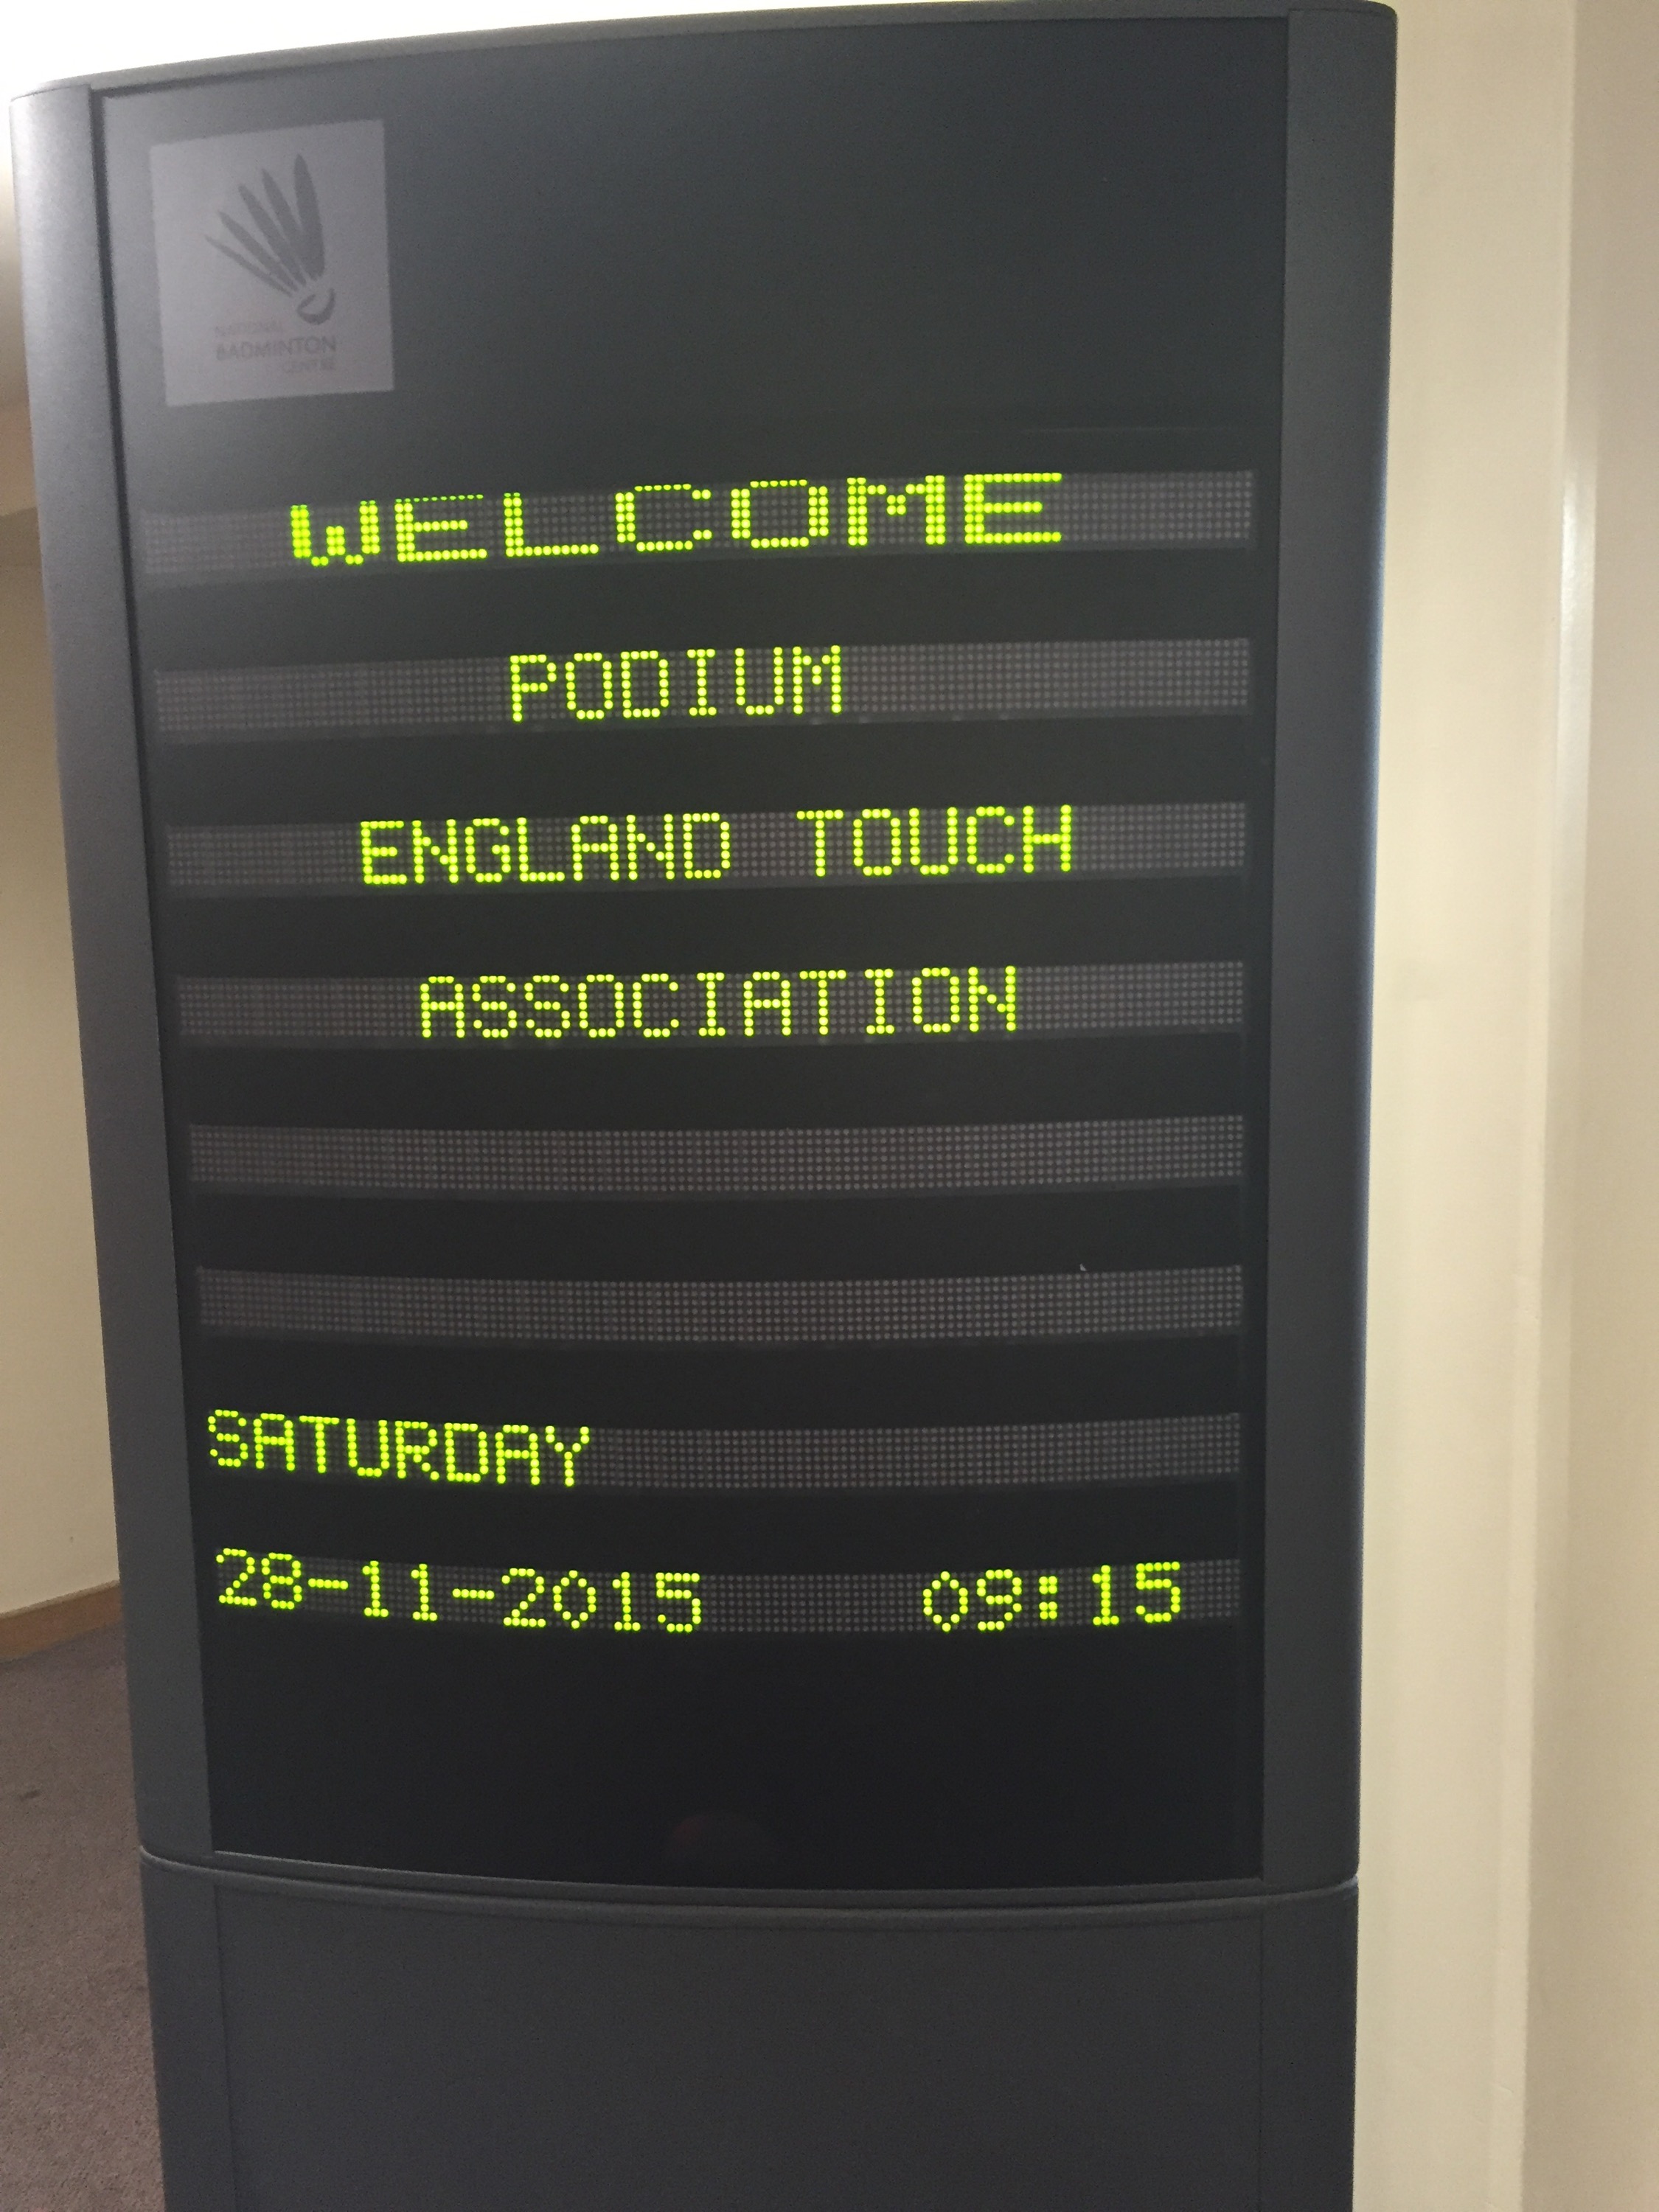 NATIONAL
BADMINTON
CENTRE
WELCOME
PODIUM
ENGLAND TOUCH
ASSOCIATION
SATURDAY
28-11-2015 09:15